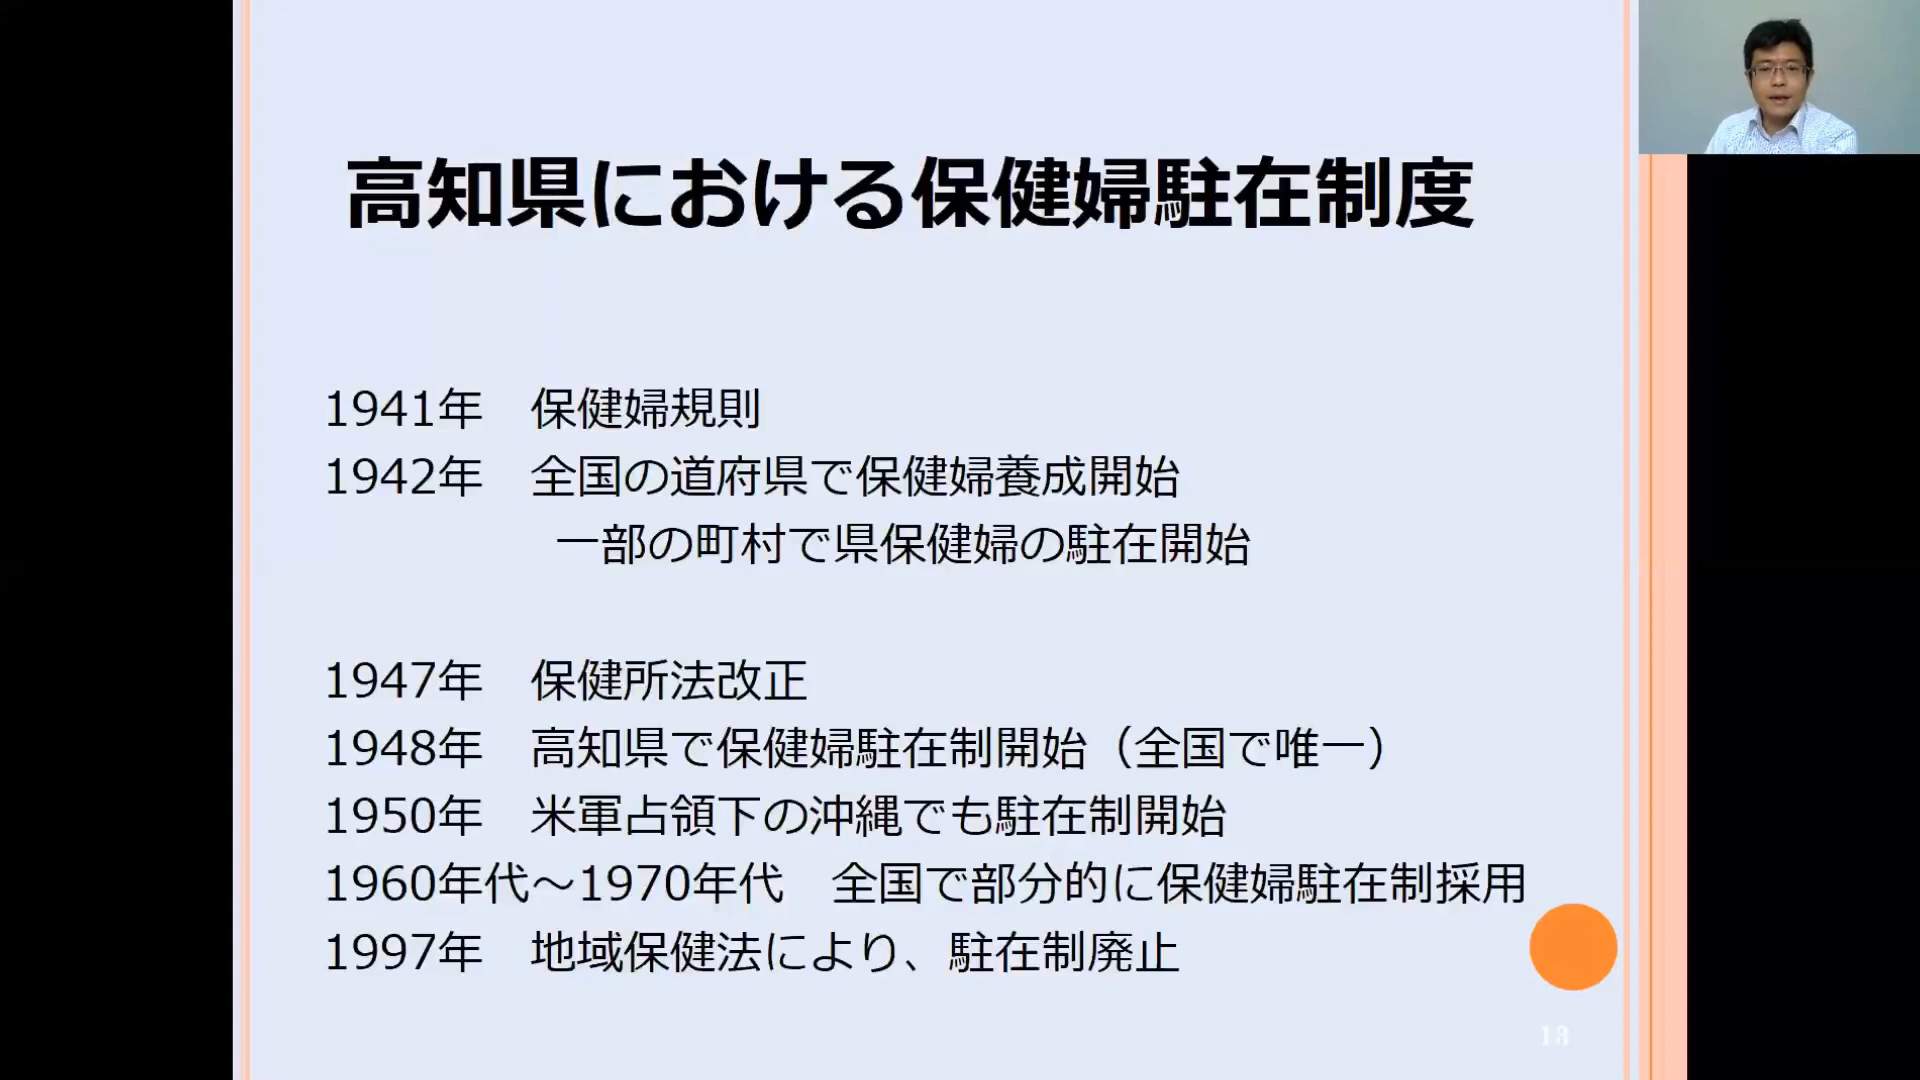 高知県における保健婦駐在制度
1941年　保健婦規則
1942年　全国の道府県で保健婦養成開始
一部の町村で県保健婦の駐在開始
1947年　保健所法改正
1948年　高知県で保健婦駐在制開始（全国で唯一）
1950年　米軍占領下の沖縄でも駐在制開始
1960年代～1970年代　全国で部分的に保健婦駐在制採用
1997年　地域保健法により、駐在制廃止
13